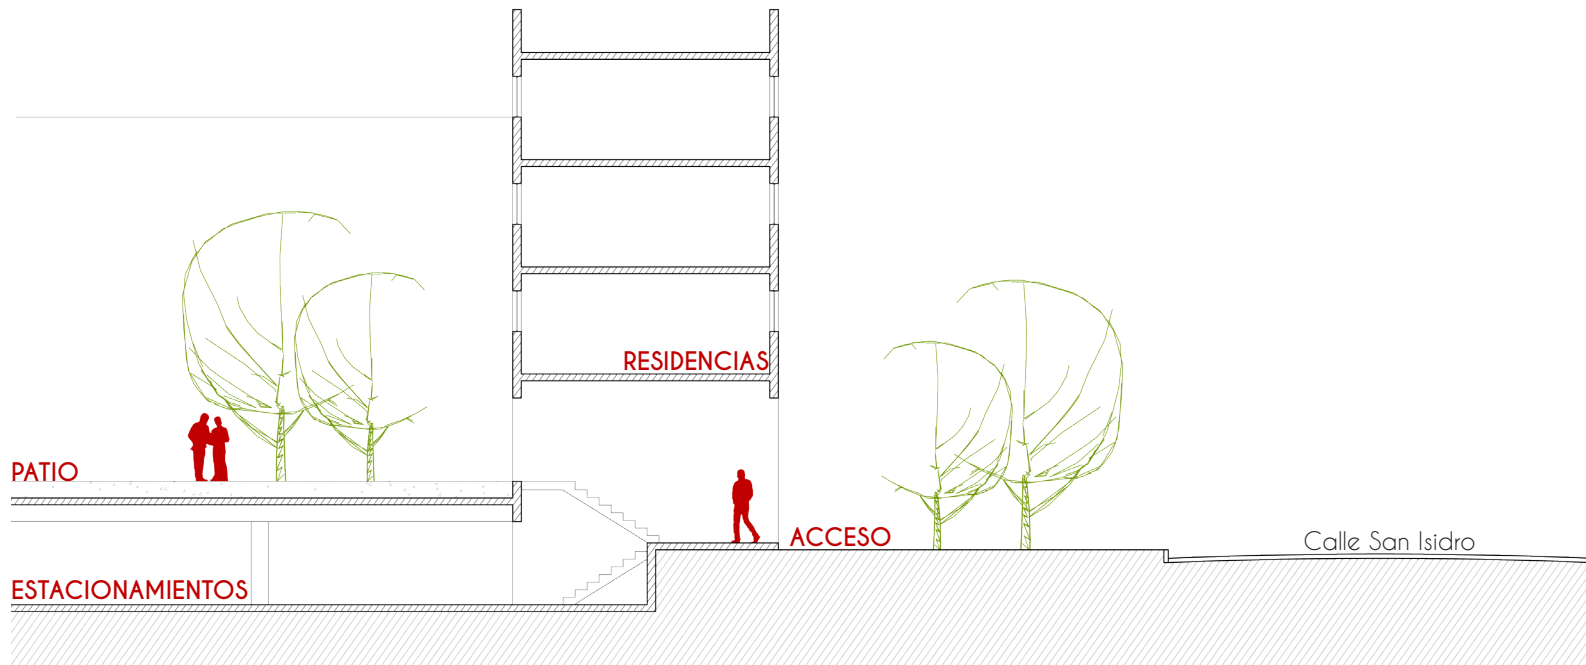 RESIDENCIAS
PATIO
ACCESO
Calle San Isidro
ESTACIONAMIENTOS